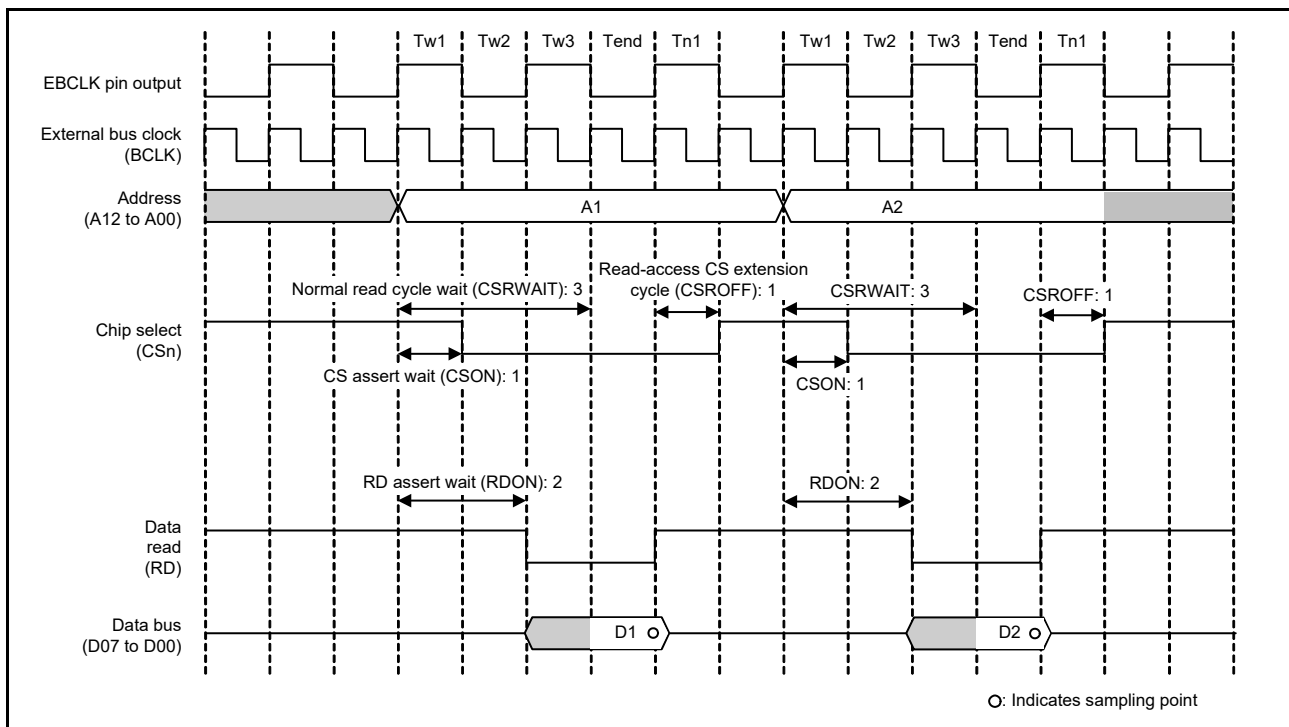 Tw1 Tw2 Tw3 Tend Tn1 Tw1 Tw2 Tw3 Tend Tn1
EBCLK pin output
External bus clock
(BCLK)
Address
(A12 to A00)
A1 A2
Normal read cycle wait (CSRWAIT): 3
Read-access CS extension
cycle (CSROFF): 1
CSRWAIT: 3
CSROFF: 1
Chip select
(CSn)
CS assert wait (CSON): 1
CSON: 1
RD assert wait (RDON): 2
RDON: 2
Data
read
(RD)
Data bus
(D07 to D00)
D1 D2
: Indicates sampling point